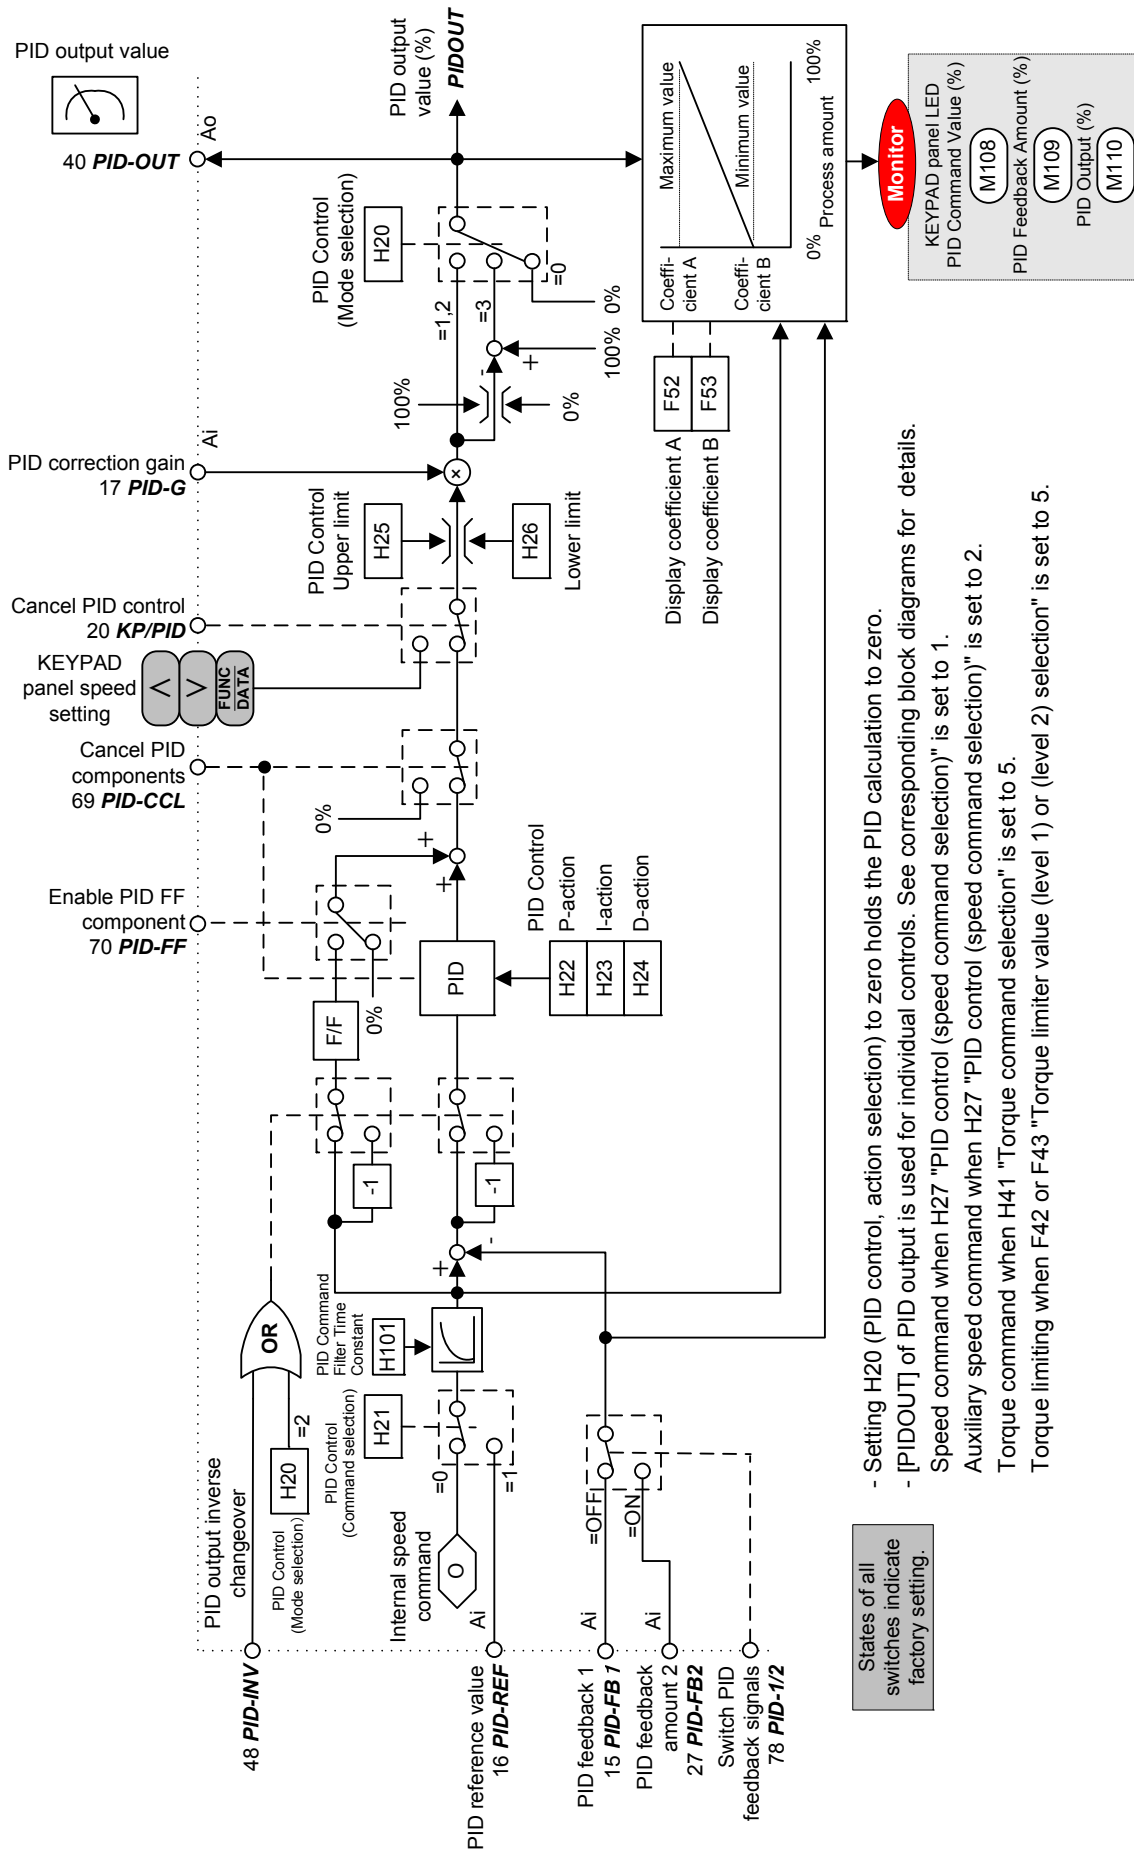 PID output value
40 PID-OUT
Ao
PID output
value (%)
PIDOUT
PID correction gain
17 PID-G
Ai
PID Control
(Mode selection)
H20
=1,2
=3
=0
100%
0%
100%
0%
+
-
×
Cancel PID control
20 KP/PID
PID Control
Upper limit
H25
H26
Lower limit
KEYPAD
panel speed
setting
∧
∨
FUNC
DATA
Cancel PID
components
69 PID-CCL
0%
+
+
Enable PID FF
component
70 PID-FF
F/F
0%
PID
PID Control
H22
P-action
H23
I-action
H24
D-action
-1
-1
OR
PID output inverse
changeover
48 PID-INV
PID Control
(Mode selection)
H20
=2
PID Command
Filter Time
Constant
H101
PID Control
(Command selection)
H21
=0
=1
+
-
Internal speed
command
Ai
PID reference value
16 PID-REF
PID feedback 1
15 PID-FB1
Ai
=OFF
PID feedback
amount 2
27 PID-FB2
Ai
=ON
Switch PID
feedback signals
78 PID-1/2
Display coefficient A
F52
Display coefficient B
F53
Coeffi-
cient A
Coeffi-
cient B
Maximum value
Minimum value
0%
Process amount
100%
Monitor
KEYPAD panel LED
PID Command Value (%)
M108
PID Feedback Amount (%)
M109
PID Output (%)
M110
States of all
switches indicate
factory setting.
- Setting H20 (PID control, action selection) to zero holds the PID calculation to zero.
- [PIDOUT] of PID output is used for individual controls. See corresponding block diagrams for details.
Speed command when H27 "PID control (speed command selection)" is set to 1.
Auxiliary speed command when H27 "PID control (speed command selection)" is set to 2.
Torque command when H41 "Torque command selection" is set to 5.
Torque limiting when F42 or F43 "Torque limiter value (level 1) or (level 2) selection" is set to 5.